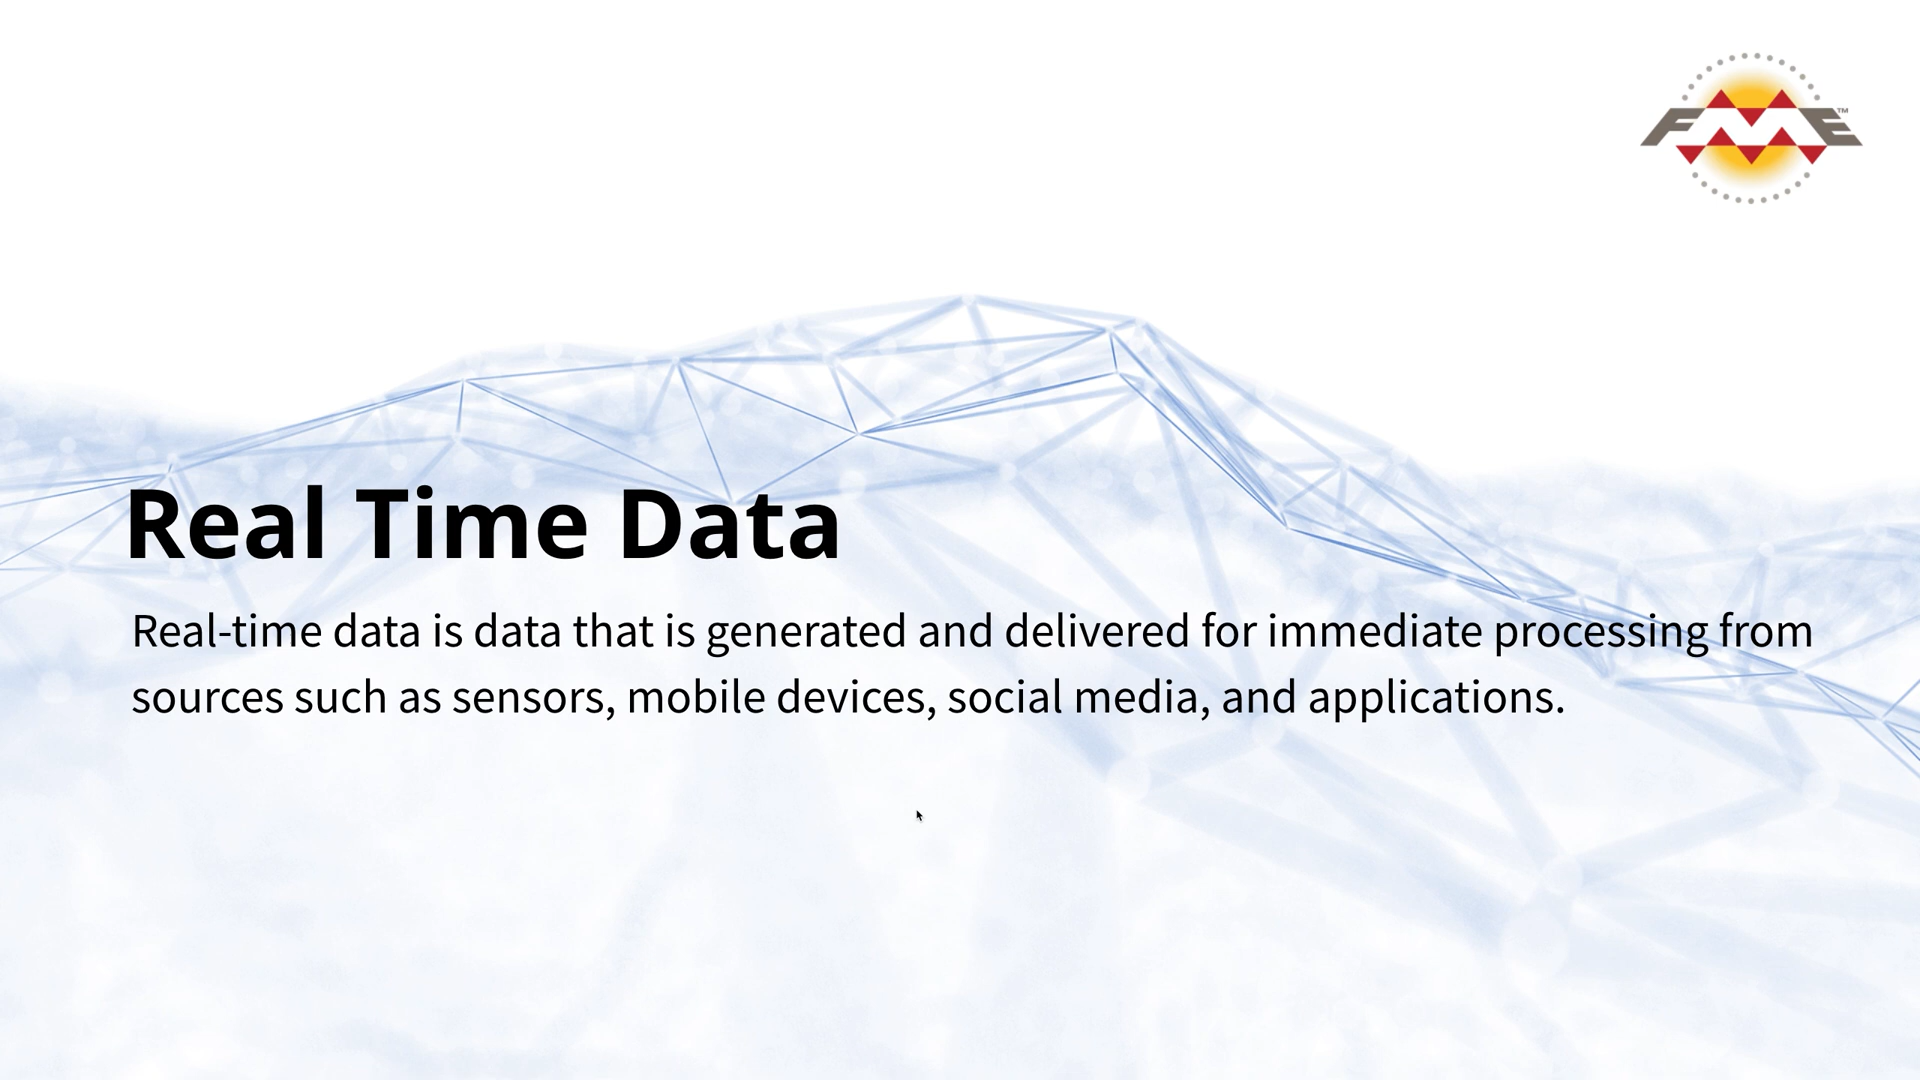 FME™
Real Time Data
Real-time data is data that is generated and delivered for immediate processing from
sources such as sensors, mobile devices, social media, and applications.